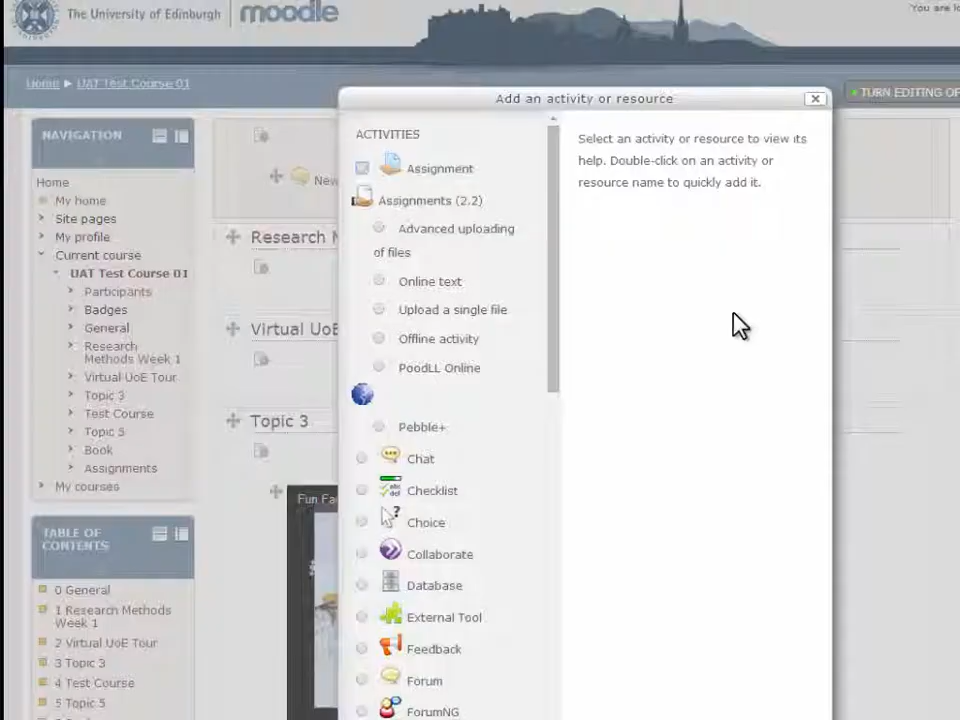 The University of Edinburgh
moodle
You are lo
Home ► UAT Test Course 01
TURN EDITING OF
Add an activity or resource
NAVIGATION
Home
My home
Site pages
My profile
Current course
UAT Test Course 01
Participants
Badges
General
Research
Methods Week 1
Virtual UoE Tour
Topic 3
Test Course
Topic 5
Book
Assignments
My courses
TABLE OF
CONTENTS
0 General
1 Research Methods
Week 1
2 Virtual UoE Tour
3 Topic 3
4 Test Course
5 Topic 5
New
Research M
Virtual UoE
Topic 3
Fun Fa
ACTIVITIES
Assignment
Assignments (2.2)
Advanced uploading
of files
Online text
Upload a single file
Offline activity
PoodLL Online
Pebble+
Chat
Checklist
Choice
Collaborate
Database
External Tool
Feedback
Forum
ForumNG
Select an activity or resource to view its
help. Double-click on an activity or
resource name to quickly add it.